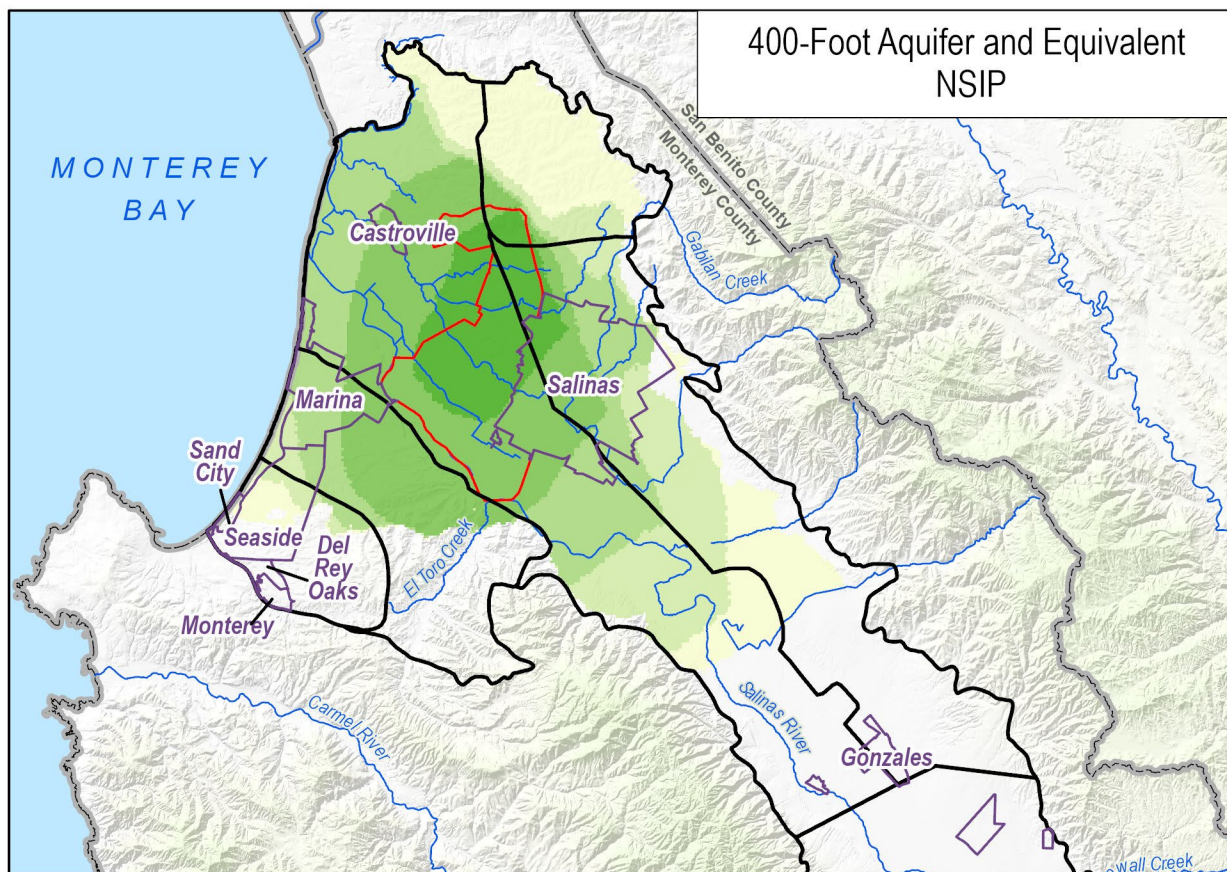 400-Foot Aquifer and Equivalent
NSIP
San Benito County
Monterey County
MONTEREY
BAY
Castroville
Gabilan Creek
Salinas
Marina
Sand
City
Seaside
Del
Rey
Oaks
El Toro Creek
Monterey
Salinas River
Carmel River
Gonzales
Wall Creek